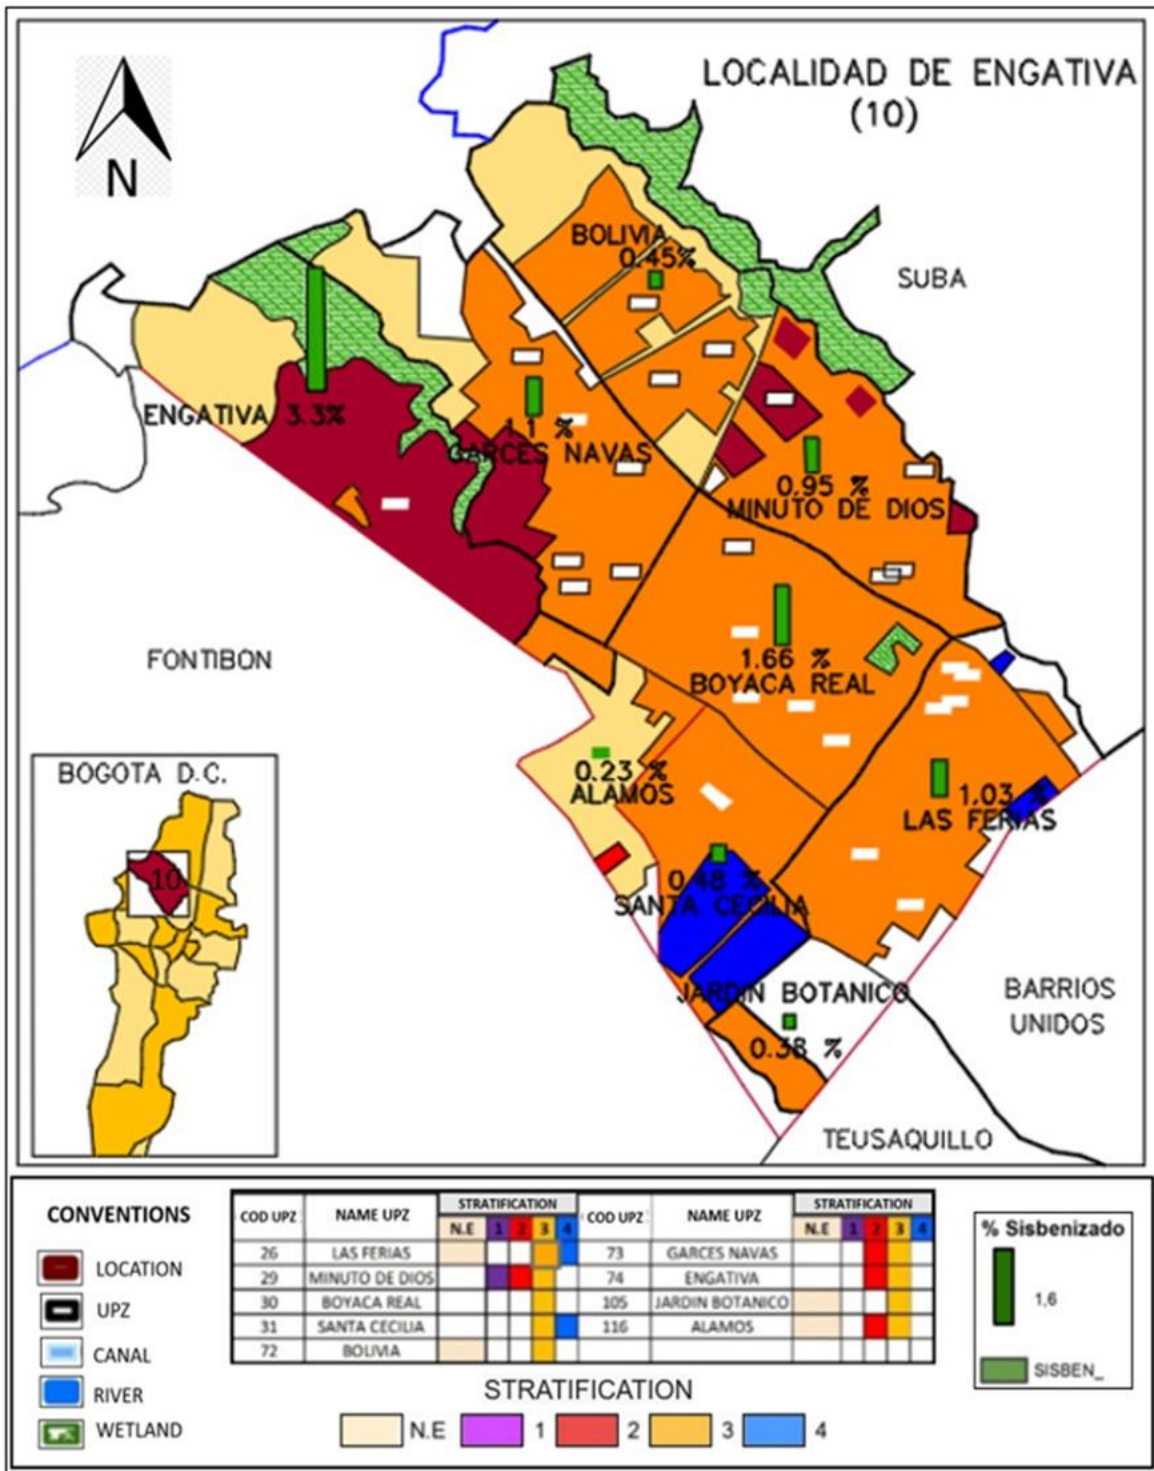 LOCALIDAD DE ENGATIVA
(10)
N
BOLIVIA
0.45%
SUBA
ENGATIVA 3.3%
1.1 %
GARCES NAVAS
0.95 %
MINUTO DE DIOS
FONTIBON
1.66 %
BOYACA REAL
0.23 %
ALAMOS
1.03 %
LAS FERIAS
0.48 %
SANTA CECILIA
JARDIN BOTANICO
0.38 %
BARRIOS
UNIDOS
TEUSAQUILLO
BOGOTA D.C.
10
CONVENTIONS
LOCATION
UPZ
CANAL
RIVER
WETLAND
COD UPZ NAME UPZ STRATIFICATION COD UPZ NAME UPZ STRATIFICATION
N.E 1 2 3 4 N.E 1 2 3 4
26 LAS FERIAS 73 GARCES NAVAS
29 MINUTO DE DIOS 74 ENGATIVA
30 BOYACA REAL 105 JARDIN BOTANICO
31 SANTA CECILIA 116 ALAMOS
72 BOLIVIA
STRATIFICATION
N.E 1 2 3 4
% Sisbenizado
1,6
SISBEN_